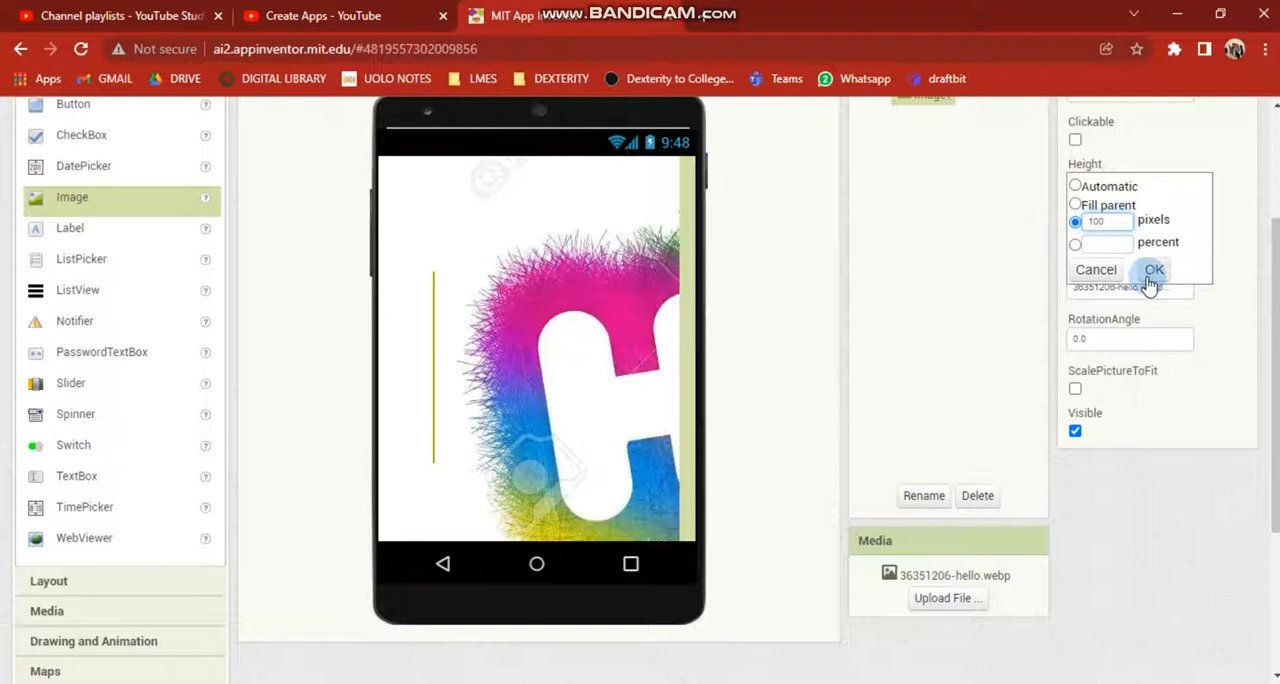 Channel playlists - YouTube Stud
Create Apps - YouTube
MIT App In
www.BANDICAM.com
Not secure
ai2.appinventor.mit.edu/#4819557302009856
Apps
GMAIL
DRIVE
DIGITAL LIBRARY
UOLO NOTES
LMES
DEXTERITY
Dexterity to College...
Teams
2
Whatsapp
draftbit
Button
?
CheckBox
?
DatePicker
?
Image
?
Label
?
ListPicker
?
ListView
?
Notifier
?
PasswordTextBox
?
Slider
?
Spinner
?
Switch
?
TextBox
?
TimePicker
?
WebViewer
?
Layout
Media
Drawing and Animation
Maps
9:48
Image1
Rename
Delete
Media
36351206-hello.webp
Upload File ...
Clickable
Height
Automatic
Fill parent
100
pixels
percent
Cancel
OK
RotationAngle
0.0
ScalePictureToFit
Visible